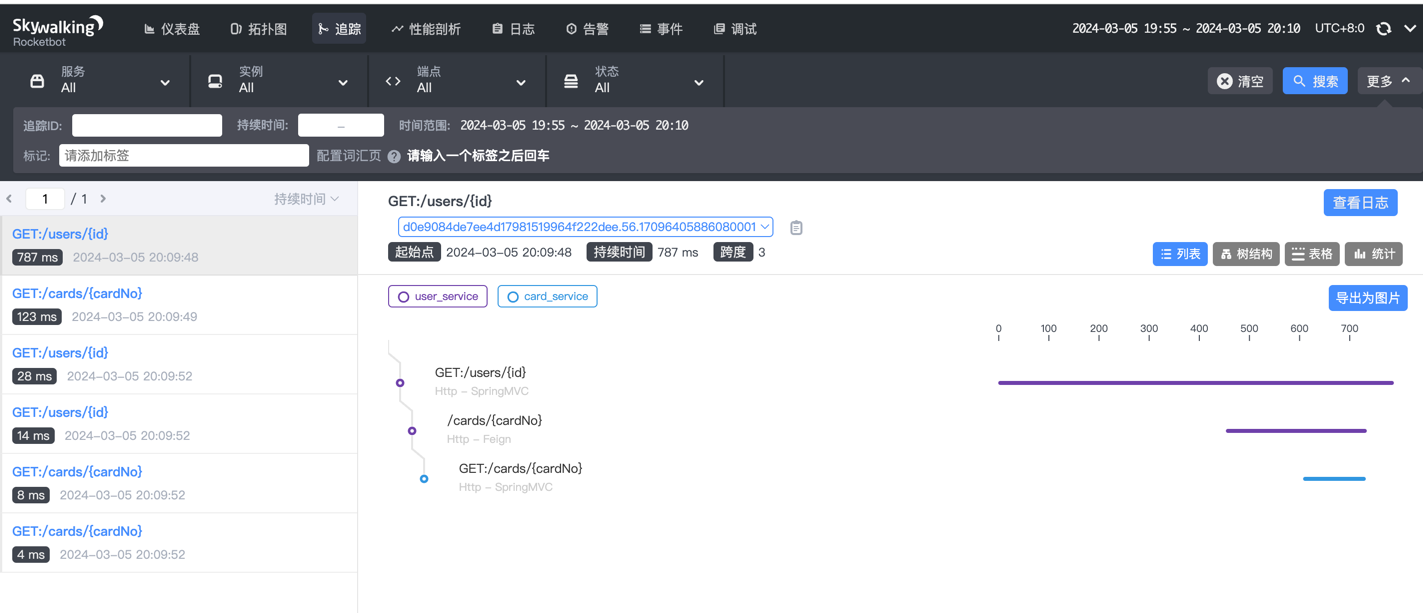 Skywalking
Rocketbot
仪表盘 拓扑图 追踪 性能剖析 日志 告警 事件 调试 2024-03-05 19:55 ~ 2024-03-05 20:10 UTC+8:0
服务 All 实例 All 端点 All 状态 All 清空 搜索 更多
追踪ID: 持续时间: – 时间范围: 2024-03-05 19:55 ~ 2024-03-05 20:10
标记: 请添加标签 配置词汇页 ? 请输入一个标签之后回车
1 / 1 持续时间
GET:/users/{id}
787 ms 2024-03-05 20:09:48
GET:/cards/{cardNo}
123 ms 2024-03-05 20:09:49
GET:/users/{id}
28 ms 2024-03-05 20:09:52
GET:/users/{id}
14 ms 2024-03-05 20:09:52
GET:/cards/{cardNo}
8 ms 2024-03-05 20:09:52
GET:/cards/{cardNo}
4 ms 2024-03-05 20:09:52
GET:/users/{id} 查看日志
d0e9084de7ee4d17981519964f222dee.56.17096405886080001
起始点 2024-03-05 20:09:48 持续时间 787 ms 跨度 3
列表 树结构 表格 统计
user_service card_service 导出为图片
0 100 200 300 400 500 600 700
GET:/users/{id}
Http - SpringMVC
/cards/{cardNo}
Http - Feign
GET:/cards/{cardNo}
Http - SpringMVC